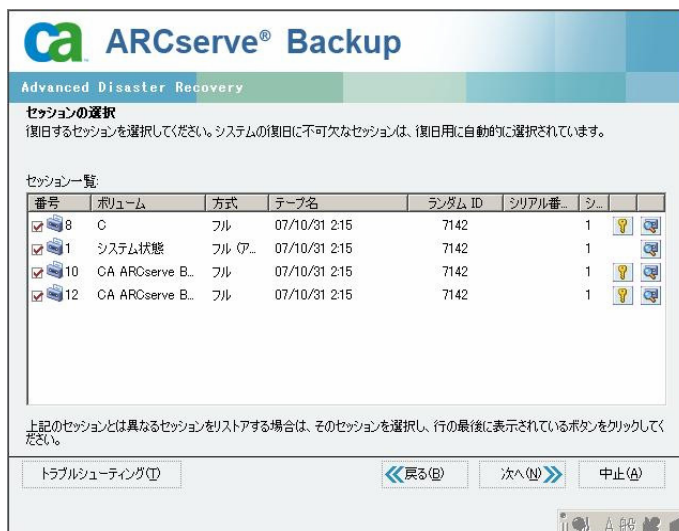 ca ARCserve® Backup
Advanced Disaster Recovery
セッションの選択
復旧するセッションを選択してください。システムの復旧に不可欠なセッションは、復旧用に自動的に選択されています。
セッション一覧:
番号 ボリューム 方式 テープ名 ランダム ID シリアル番... シ...
8 C フル 07/10/31 2:15 7142 1
1 システム状態 フル (ア... 07/10/31 2:15 7142 1
10 CA ARCserve B... フル 07/10/31 2:15 7142 1
12 CA ARCserve B... フル 07/10/31 2:15 7142 1
上記のセッションとは異なるセッションをリストアする場合は、そのセッションを選択し、行の最後に表示されているボタンをクリックしてく
ださい。
トラブルシューティング(T) 戻る(B) 次へ(N) 中止(A)
A 般